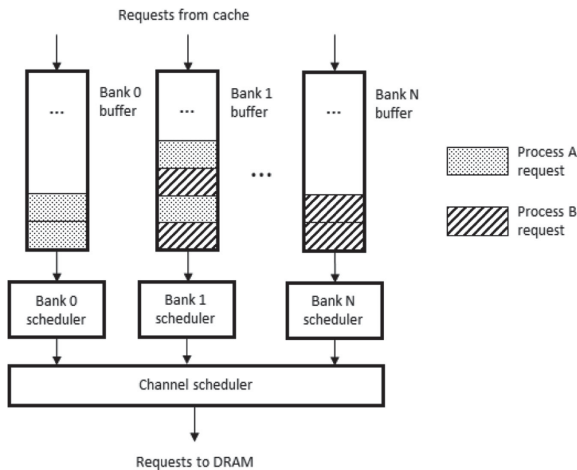 Requests from cache
Bank 0
buffer
Bank 1
buffer
Bank N
buffer
...
...
...
...
Process A
request
Process B
request
Bank 0
scheduler
Bank 1
scheduler
Bank N
scheduler
Channel scheduler
Requests to DRAM